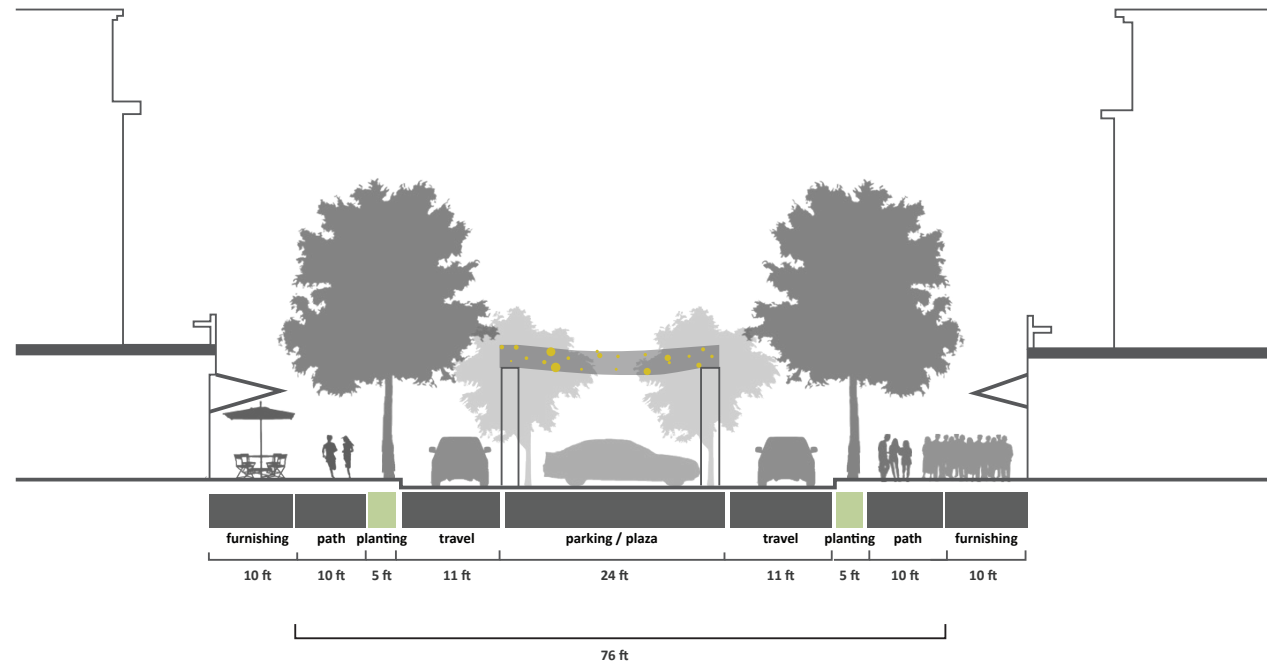 furnishing path planting travel parking / plaza travel planting path furnishing
10 ft 10 ft 5 ft 11 ft 24 ft 11 ft 5 ft 10 ft 10 ft
76 ft